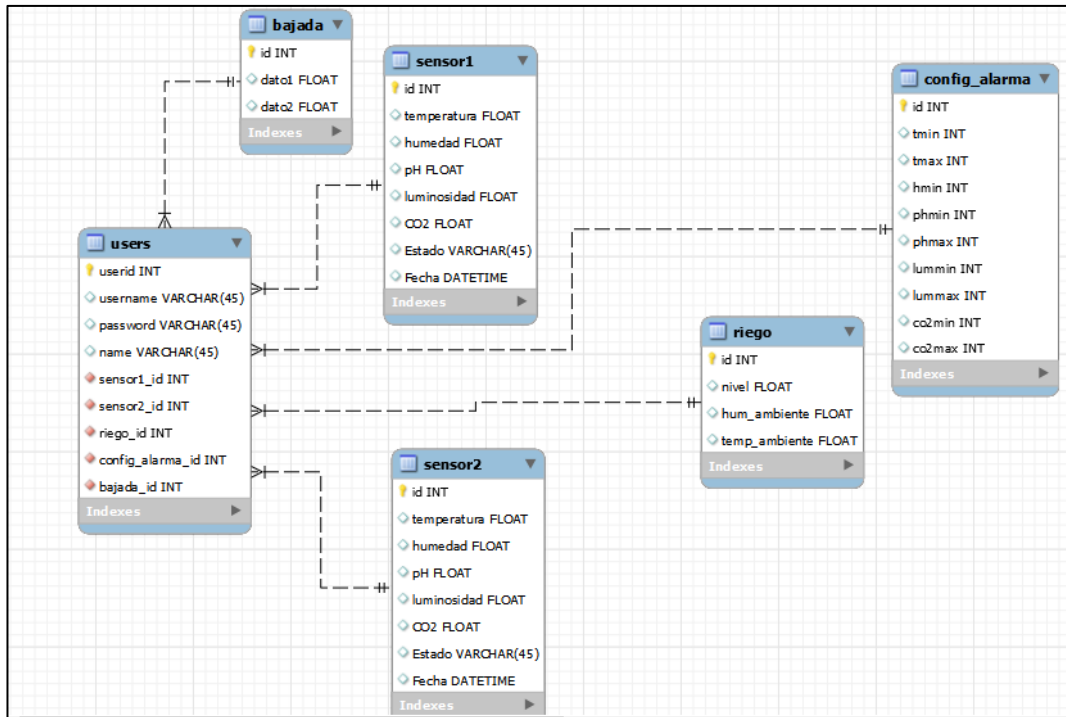 bajada
id INT
dato1 FLOAT
dato2 FLOAT
Indexes
sensor1
id INT
temperatura FLOAT
humedad FLOAT
pH FLOAT
luminosidad FLOAT
CO2 FLOAT
Estado VARCHAR(45)
Fecha DATETIME
Indexes
config_alarma
id INT
tmin INT
tmax INT
hmin INT
phmin INT
phmax INT
lummin INT
lummax INT
co2min INT
co2max INT
Indexes
users
userid INT
username VARCHAR(45)
password VARCHAR(45)
name VARCHAR(45)
sensor1_id INT
sensor2_id INT
riego_id INT
config_alarma_id INT
bajada_id INT
Indexes
riego
id INT
nivel FLOAT
hum_ambiente FLOAT
temp_ambiente FLOAT
Indexes
sensor2
id INT
temperatura FLOAT
humedad FLOAT
pH FLOAT
luminosidad FLOAT
CO2 FLOAT
Estado VARCHAR(45)
Fecha DATETIME
Indexes